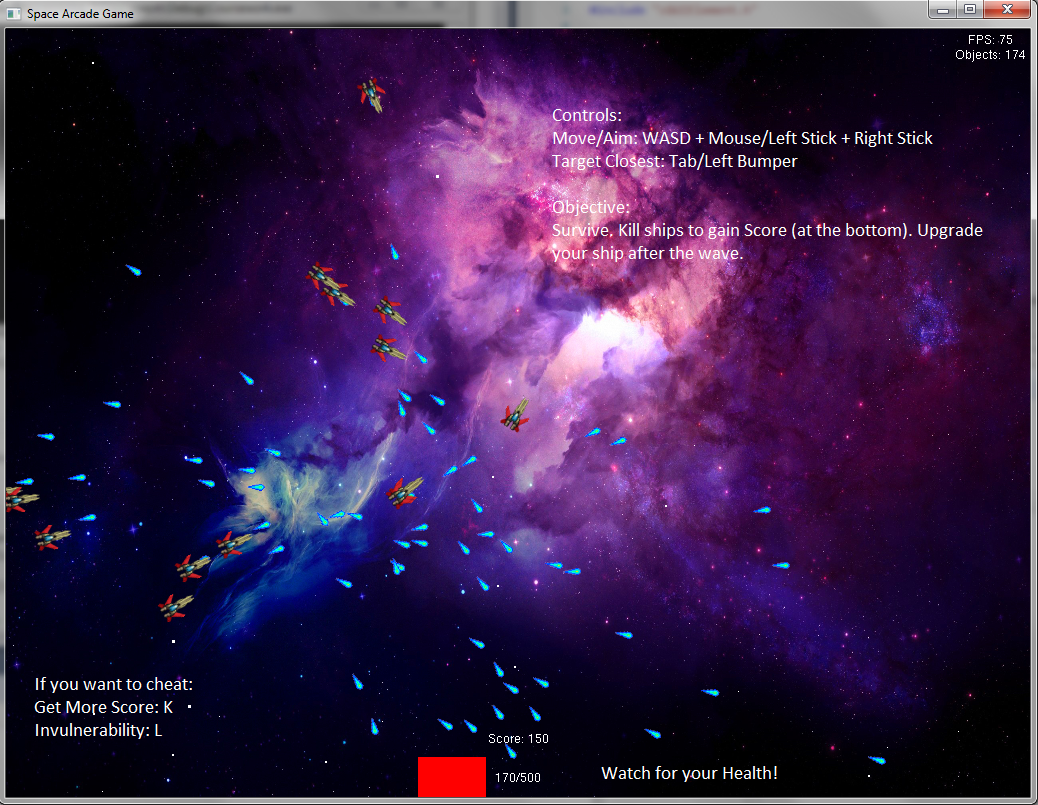 Space Arcade Game
FPS: 75
Objects: 174
Controls:
Move/Aim: WASD + Mouse/Left Stick + Right Stick
Target Closest: Tab/Left Bumper
Objective:
Survive. Kill ships to gain Score (at the bottom). Upgrade
your ship after the wave.
If you want to cheat:
Get More Score: K
Invulnerability: L
Score: 150
170/500
Watch for your Health!